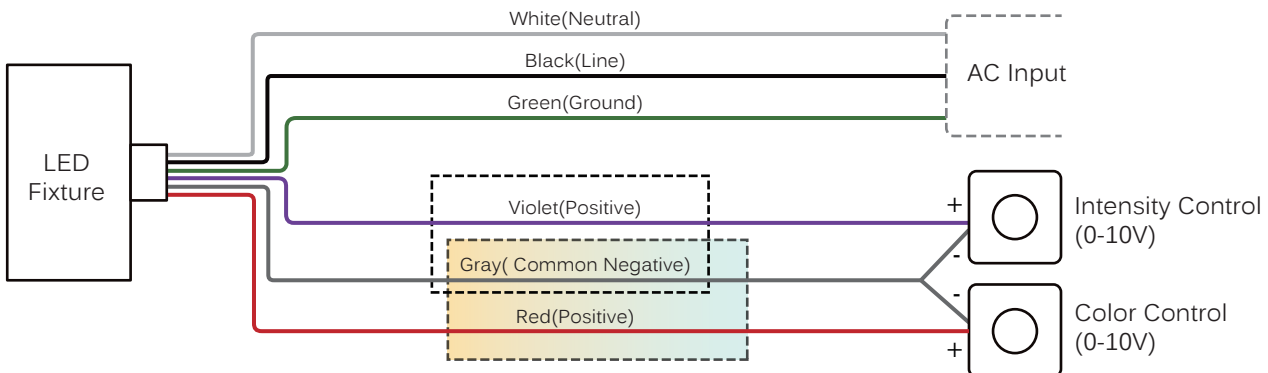 White(Neutral)
Black(Line)
Green(Ground)
AC Input
LED
Fixture
Violet(Positive)
+
Intensity Control
(0-10V)
-
Gray( Common Negative)
-
Red(Positive)
Color Control
(0-10V)
+